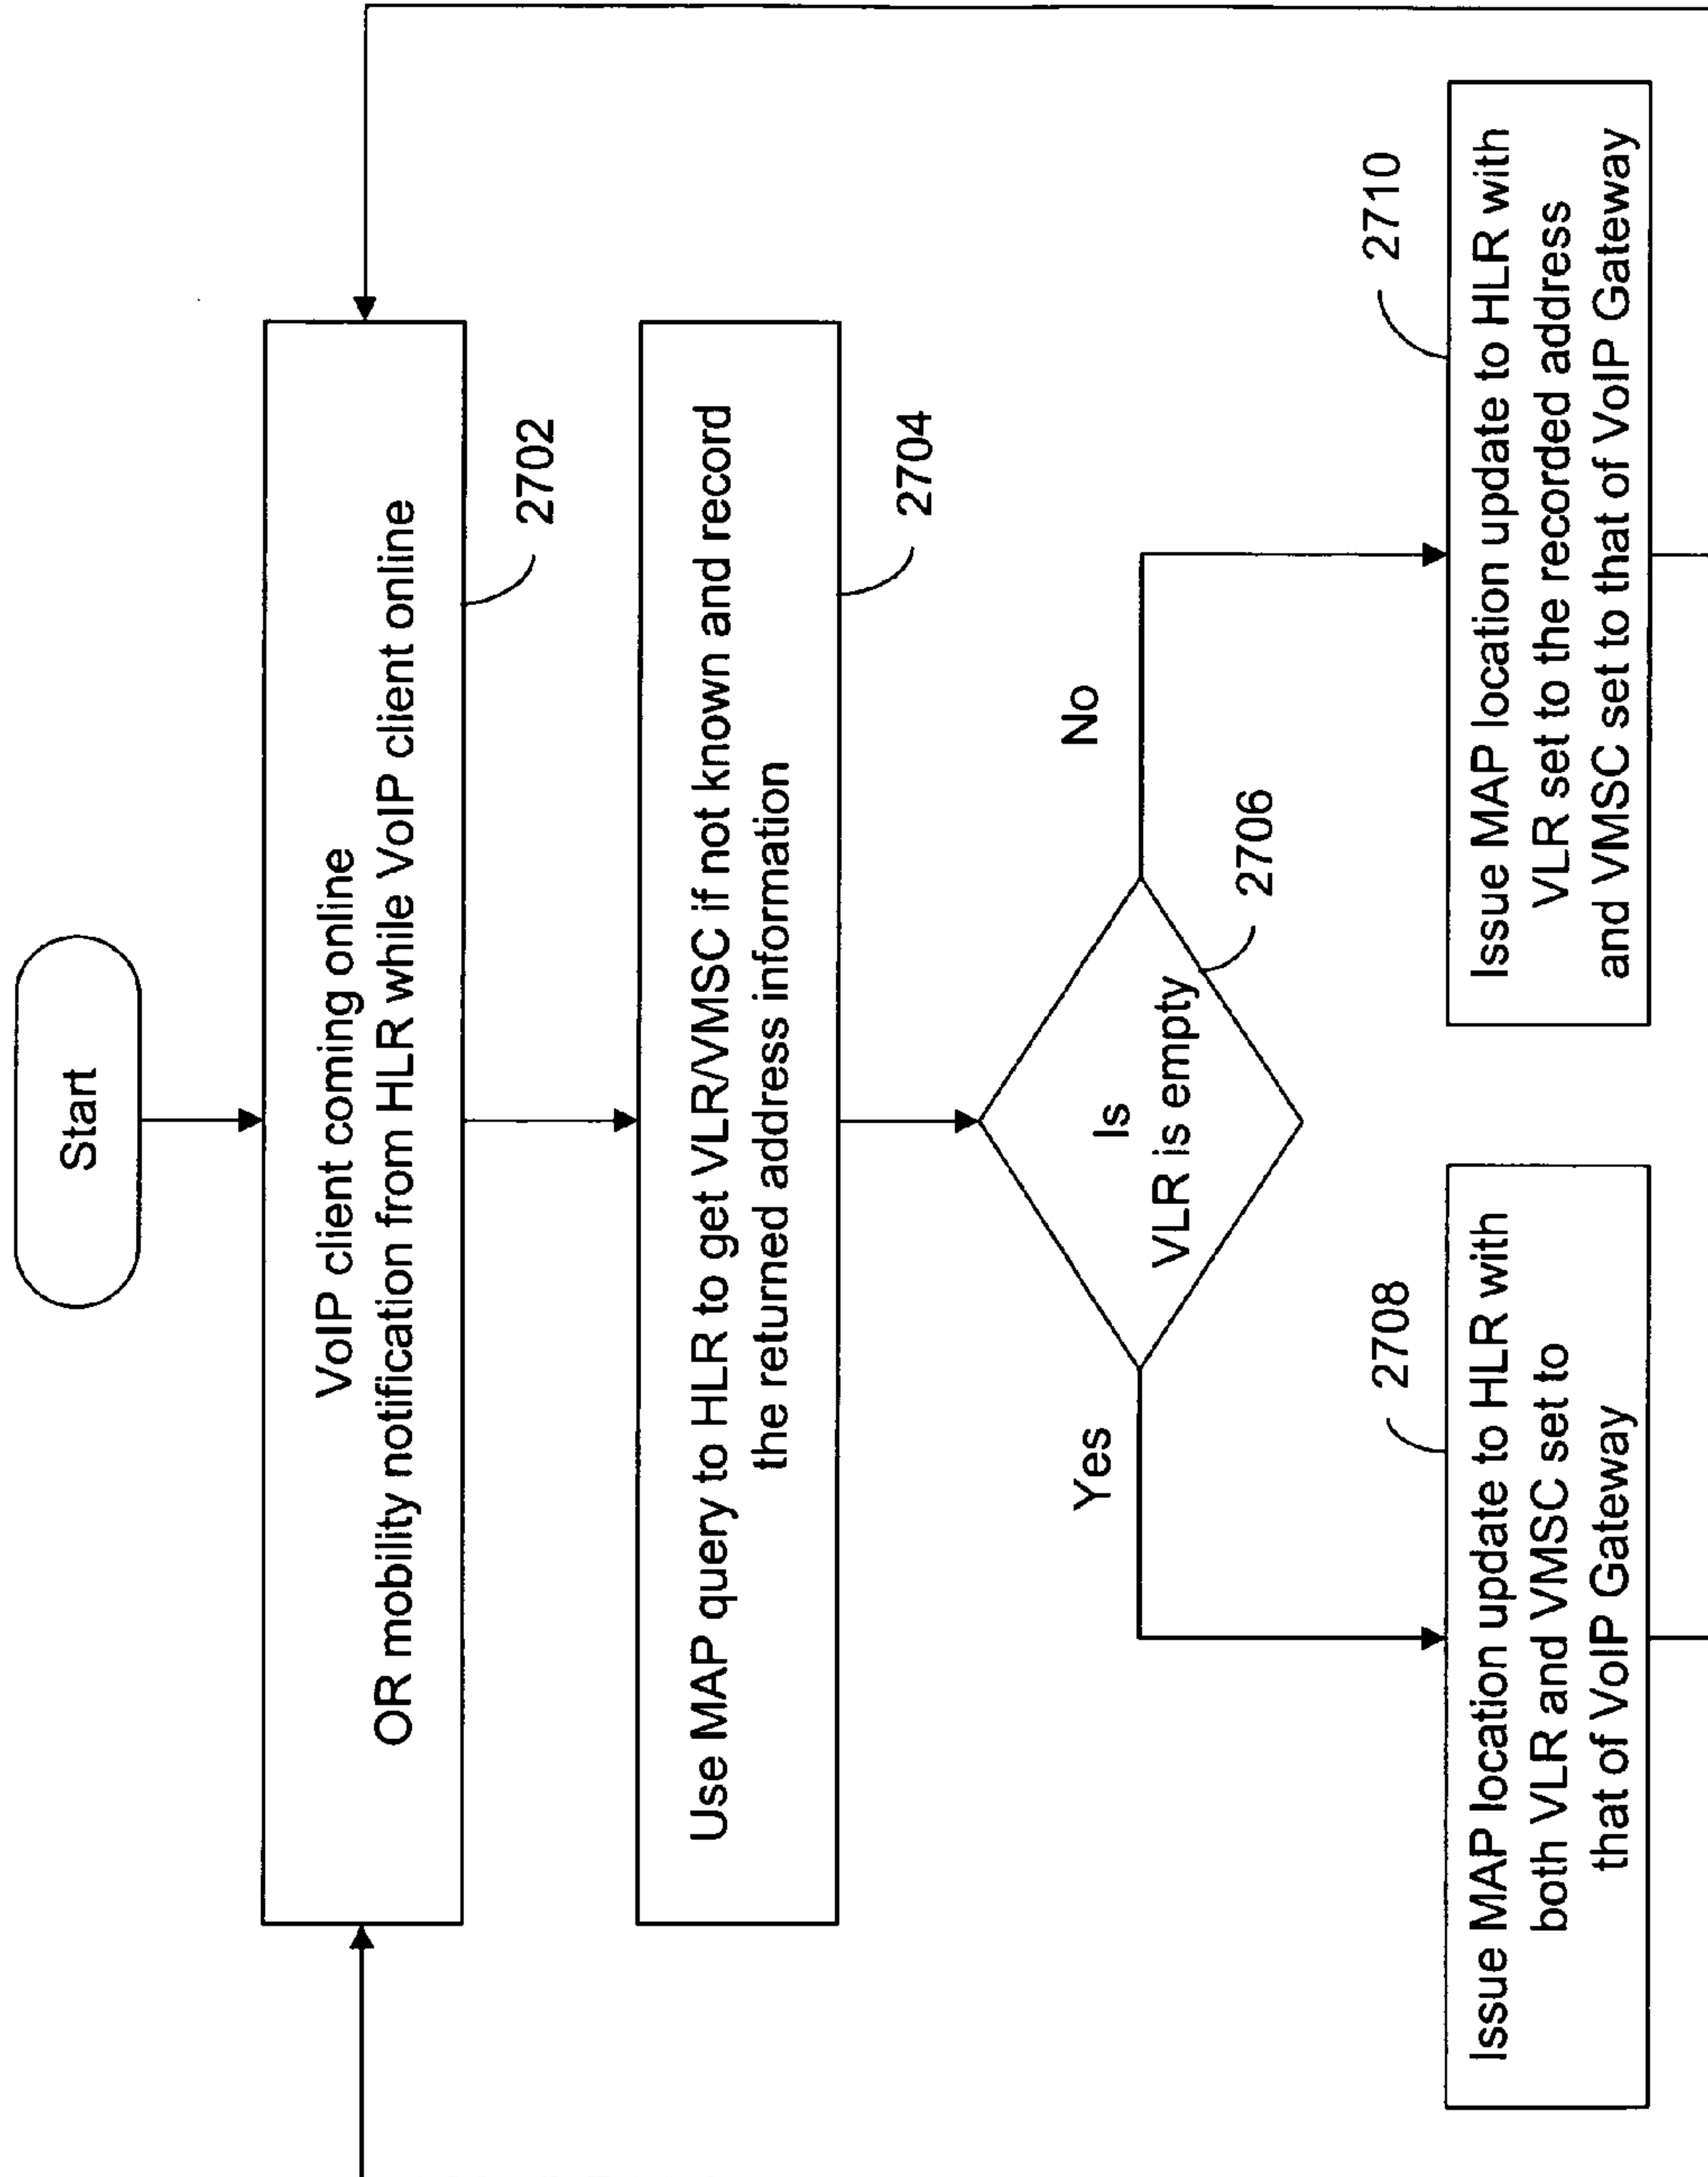 Start
VoIP client coming online
OR mobility notification from HLR while VoIP client online
2702
Use MAP query to HLR to get VLR/VMSC if not known and record
the returned address information
2704
Is
VLR is empty
2706
Yes
No
2708
Issue MAP location update to HLR with
both VLR and VMSC set to
that of VoIP Gateway
2710
Issue MAP location update to HLR with
VLR set to the recorded address
and VMSC set to that of VoIP Gateway